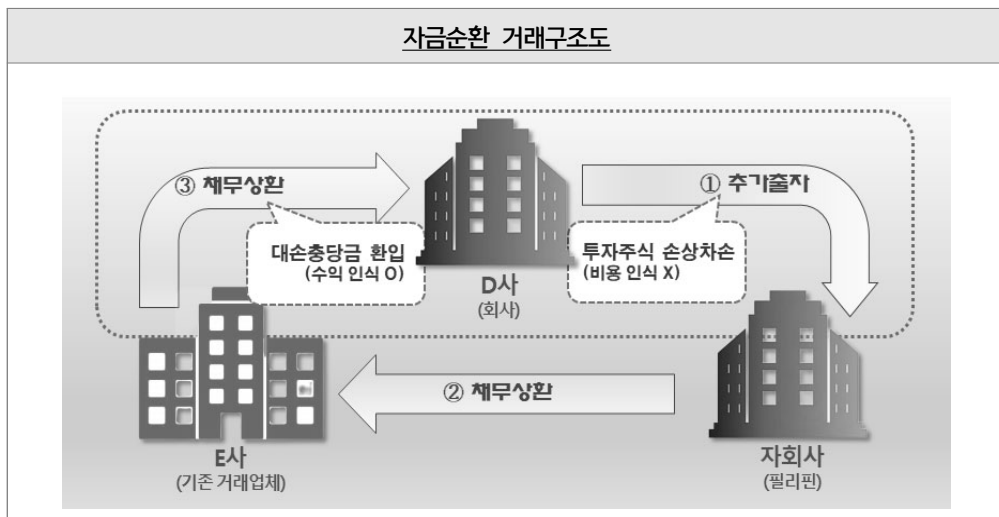 자금순환 거래구조도
③ 채무상환
① 추가출자
대손충당금 환입
(수익 인식 O)
투자주식 손상차손
(비용 인식 X)
D사
(회사)
② 채무상환
E사
(기존 거래업체)
자회사
(필리핀)